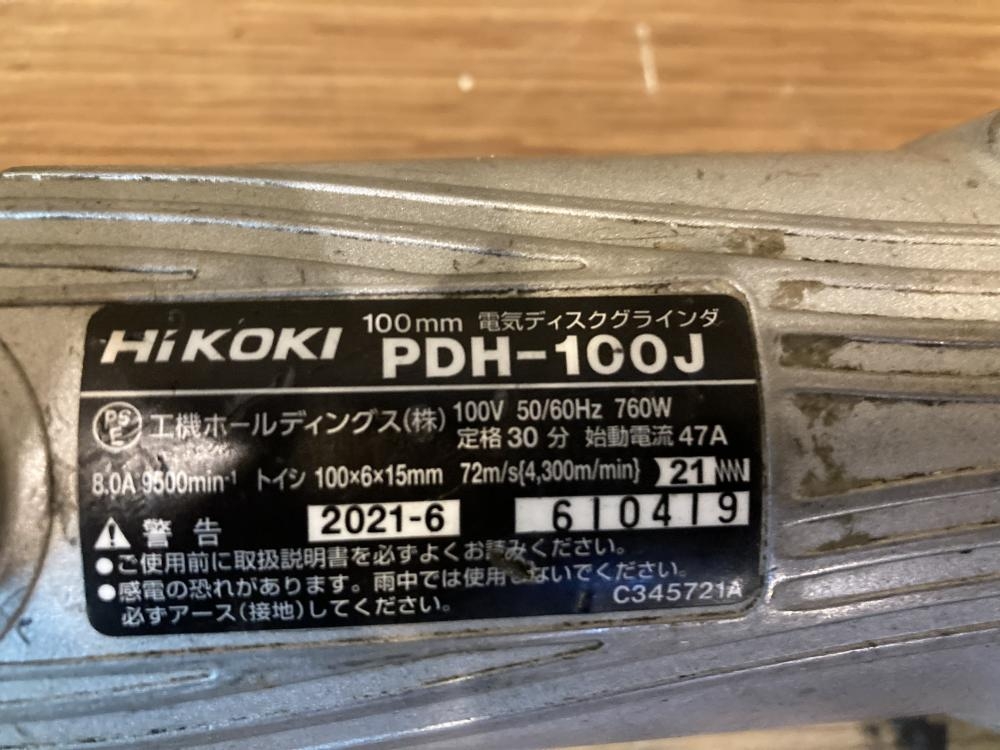 HiKOKI 100mm 電気ディスクグラインダ
PDH-100J
PSE 工機ホールディングス(株) 100V 50/60Hz 760W
定格30分 始動電流47A
8.0A 9500min-1 トイシ 100×6×15mm 72m/s{4,300m/min} 21
警告 2021-6 610419
●ご使用前に取扱説明書を必ずよくお読みください。
●感電の恐れがあります。雨中では使用しないでください。
必ずアース(接地)してください。 C345721A